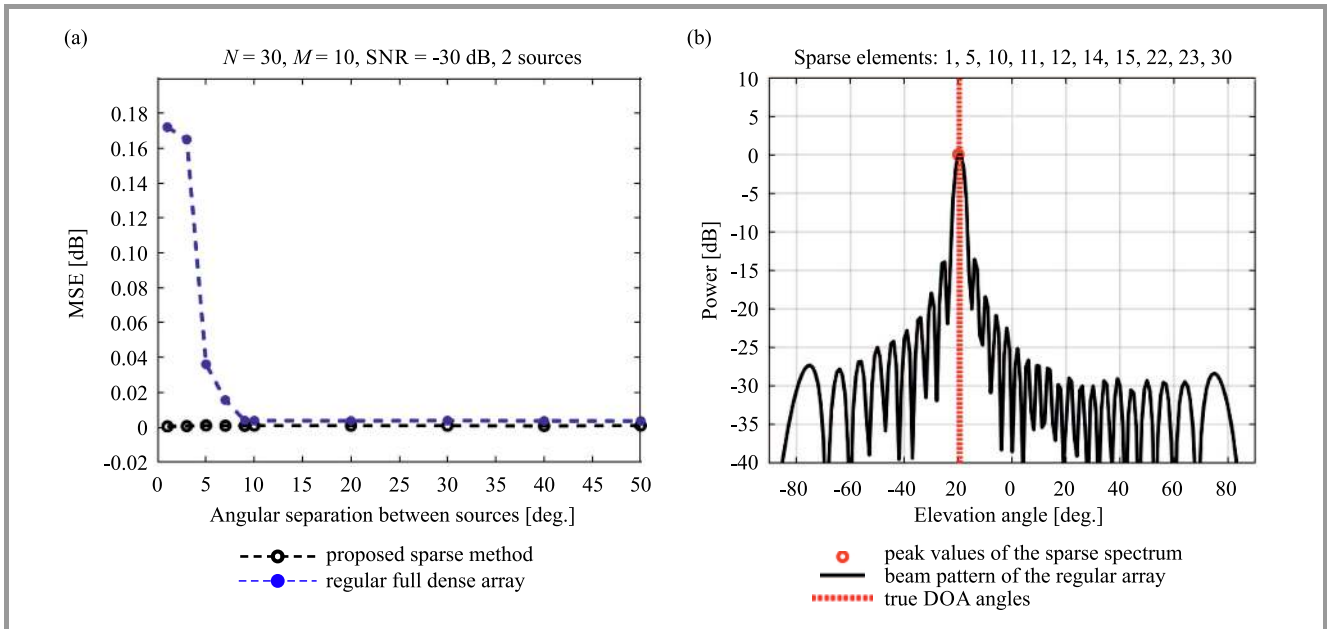 (a)
N = 30, M = 10, SNR = -30 dB, 2 sources
0.18
0.16
0.14
0.12
0.10
0.08
0.06
0.04
0.02
0
-0.02
MSE [dB]
0 5 10 15 20 25 30 35 40 45 50
Angular separation between sources [deg.]
proposed sparse method
regular full dense array
(b)
Sparse elements: 1, 5, 10, 11, 12, 14, 15, 22, 23, 30
10
5
0
-5
-10
-15
-20
-25
-30
-35
-40
Power [dB]
-80 -60 -40 20 0 20 40 60 80
Elevation angle [deg.]
peak values of the sparse spectrum
beam pattern of the regular array
true DOA angles